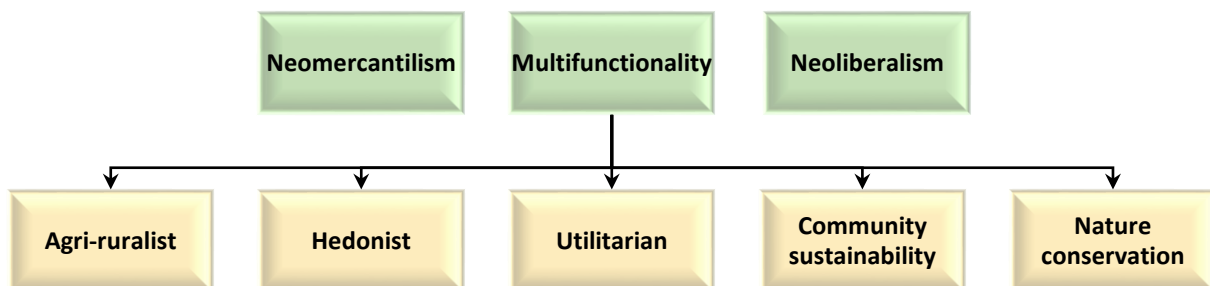 Neomercantilism
Multifunctionality
Neoliberalism
Agri-ruralist
Hedonist
Utilitarian
Community
sustainability
Nature
conservation